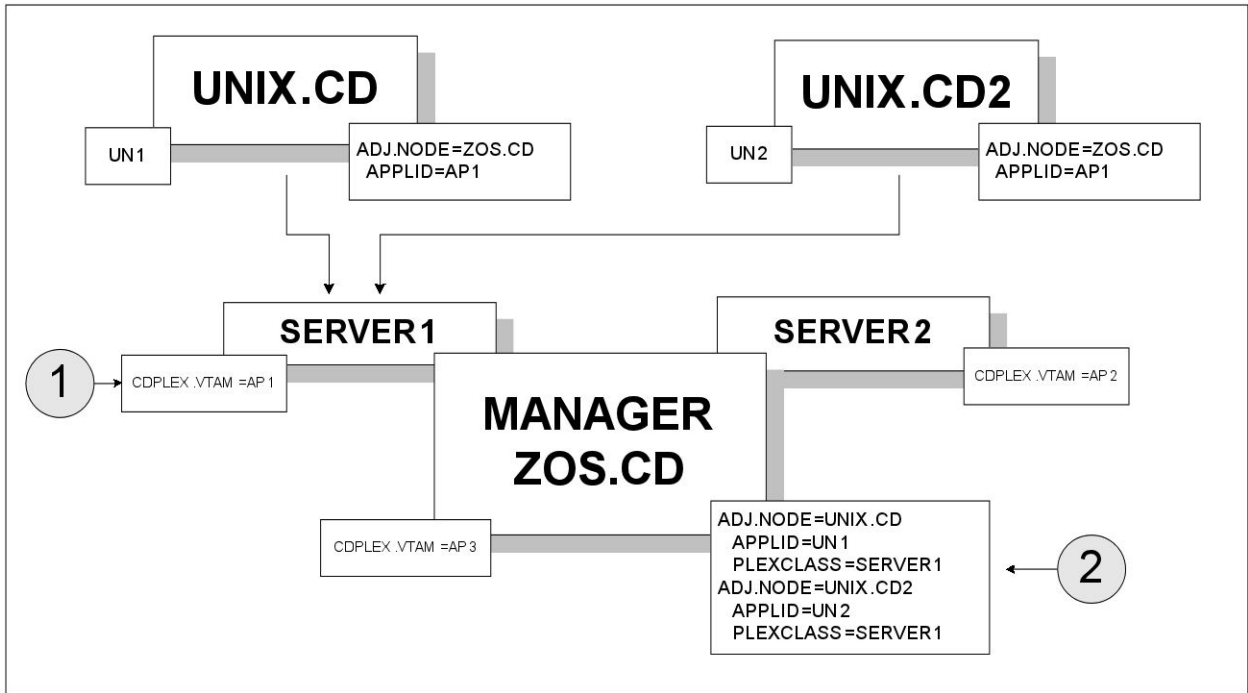 UNIX.CD
UNIX.CD2
UN1
ADJ.NODE=ZOS.CD
APPLID=AP1
UN2
ADJ.NODE=ZOS.CD
APPLID=AP1
SERVER1
SERVER2
1
CDPLEX.VTAM=AP1
CDPLEX.VTAM=AP2
MANAGER
ZOS.CD
CDPLEX.VTAM=AP3
ADJ.NODE=UNIX.CD
APPLID=UN1
PLEXCLASS=SERVER1
ADJ.NODE=UNIX.CD2
APPLID=UN2
PLEXCLASS=SERVER1
2